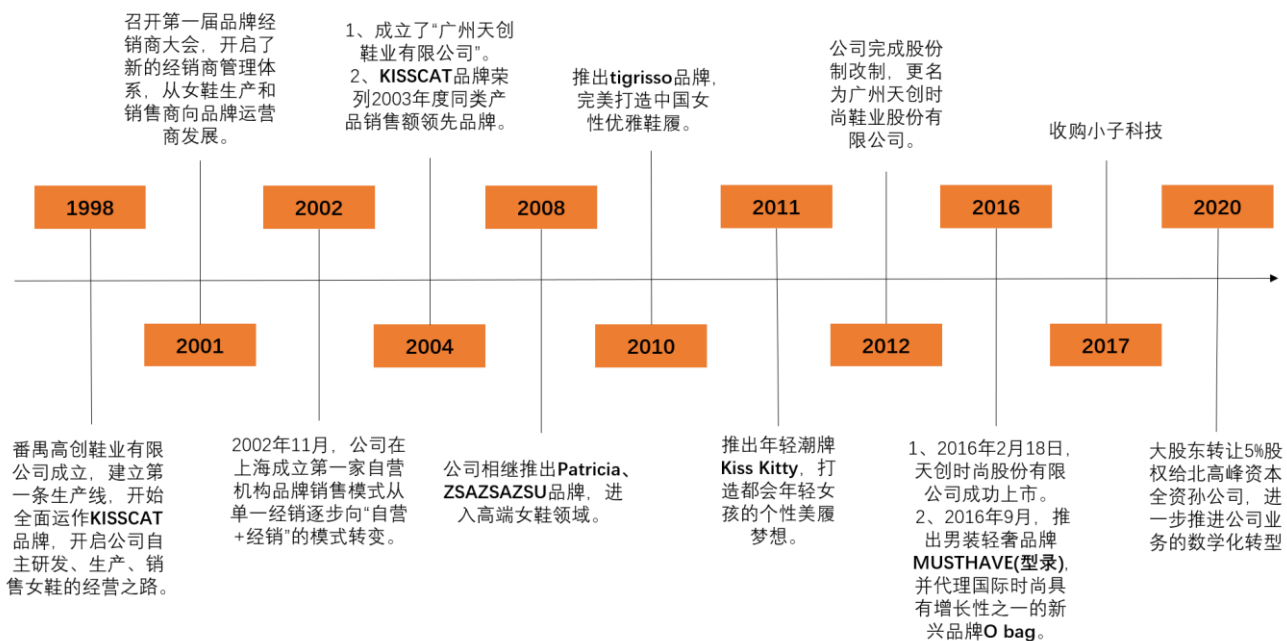 召开第一届品牌经
销商大会，开启了
新的经销商管理体
系，从女鞋生产和
销售商向品牌运营
商发展。
1、成立了“广州天创
鞋业有限公司”。
2、KISSCAT品牌荣
列2003年度同类产
品销售额领先品牌。
推出tigrisso品牌，
完美打造中国女
性优雅鞋履。
公司完成股份
制改制，更名
为广州天创时
尚鞋业股份有
限公司。
收购小子科技
1998
2002
2008
2011
2016
2020
2001
2004
2010
2012
2017
番禺高创鞋业有限
公司成立，建立第
一条生产线，开始
全面运作KISSCAT
品牌，开启公司自
主研发、生产、销
售女鞋的经营之路。
2002年11月，公司在
上海成立第一家自营
机构品牌销售模式从
单一经销逐步向“自营
+经销”的模式转变。
公司相继推出Patricia、
ZSAZSAZSU品牌，进
入高端女鞋领域。
推出年轻潮牌
Kiss Kitty，打
造都会年轻女
孩的个性美履
梦想。
1、2016年2月18日，
天创时尚股份有限
公司成功上市。
2、2016年9月，推
出男装轻奢品牌
MUSTHAVE(型录)，
并代理国际时尚具
有增长性之一的新
兴品牌O bag。
大股东转让5%股
权给北高峰资本
全资孙公司，进
一步推进公司业
务的数学化转型